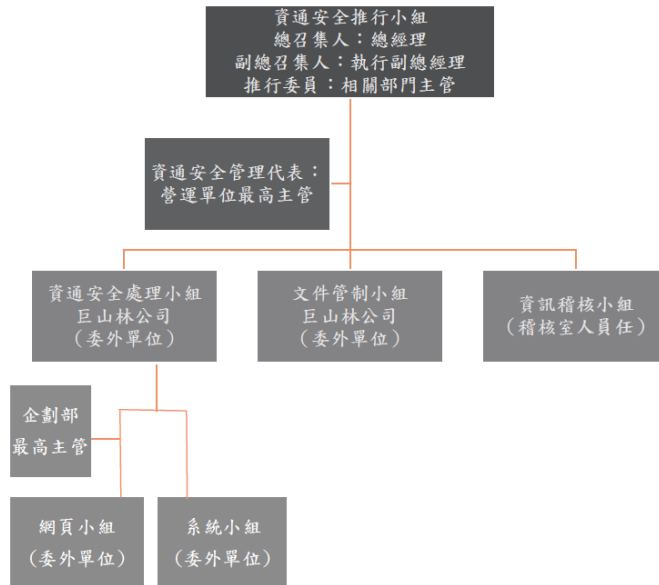 資通安全推行小組
總召集人：總經理
副總召集人：執行副總經理
推行委員：相關部門主管
資通安全管理代表：
營運單位最高主管
資通安全處理小組
巨山林公司
（委外單位）
文件管制小組
巨山林公司
（委外單位）
資訊稽核小組
（稽核室人員任）
企劃部
最高主管
網頁小組
（委外單位）
系統小組
（委外單位）